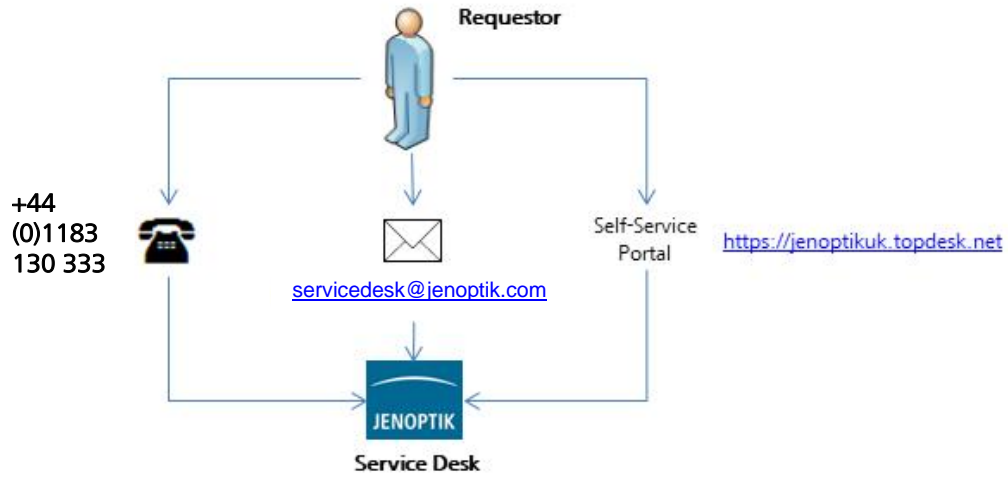 Requestor
+44
(0)1183
130 333
Self-Service
Portal
https://jenoptikuk.topdesk.net
servicedesk@jenoptik.com
JENOPTIK
Service Desk